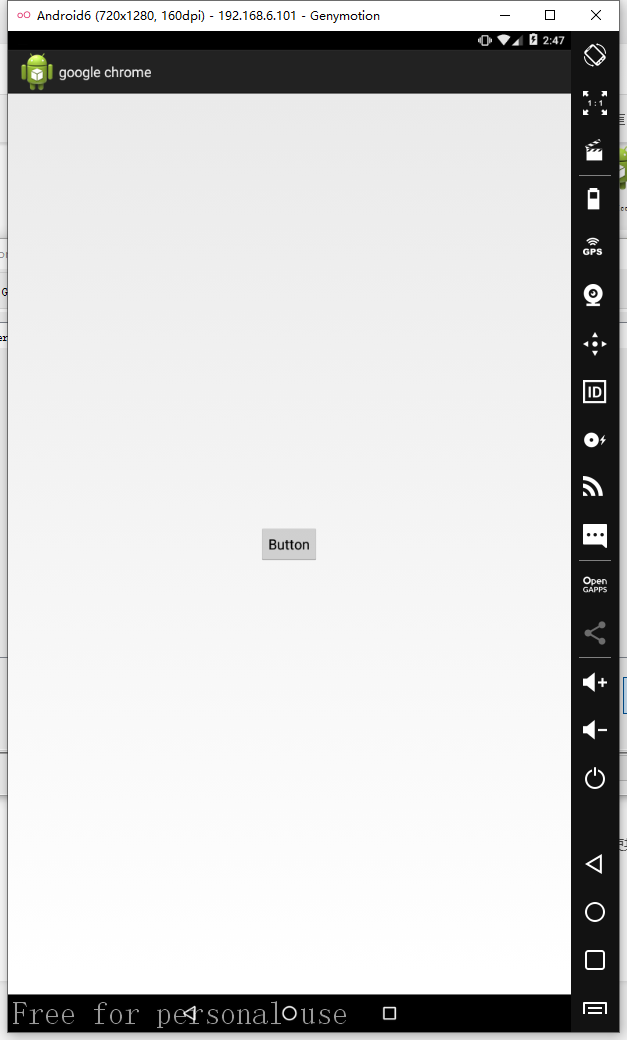 Android6 (720x1280, 160dpi) - 192.168.6.101 - Genymotion
2:47
google chrome
1:1
GPS
ID
Button
Open
GAPPS
Free for personal use